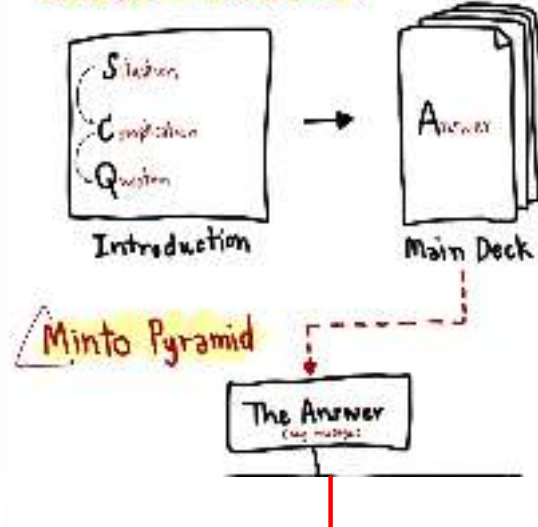 Situation
Complication
Question
Answer
Introduction
Main Deck
Minto Pyramid
The Answer